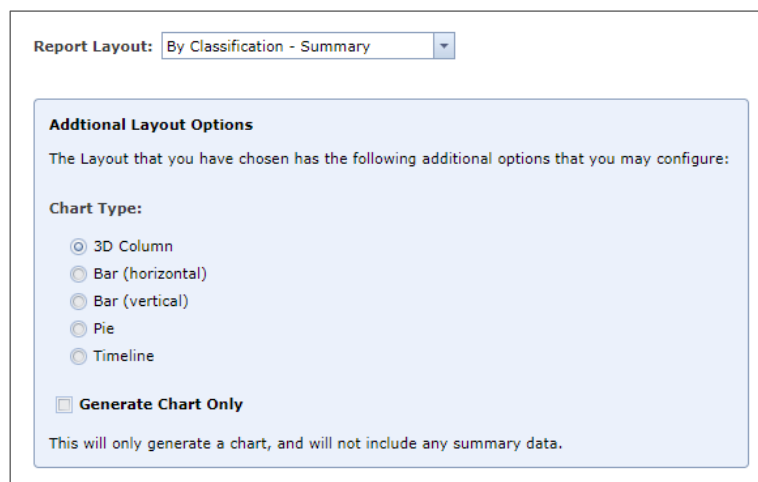 Report Layout: By Classification - Summary
Addtional Layout Options
The Layout that you have chosen has the following additional options that you may configure:
Chart Type:
3D Column
Bar (horizontal)
Bar (vertical)
Pie
Timeline
Generate Chart Only
This will only generate a chart, and will not include any summary data.